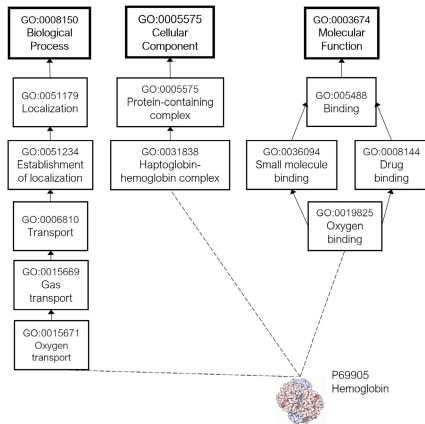 GO:0008150
Biological
Process
GO:0051179
Localization
GO:0051234
Establishment
of localization
GO:0006810
Transport
GO:0015669
Gas
transport
GO:0015671
Oxygen
transport
GO:0005575
Cellular
Component
GO:0005575
Protein-containing
complex
GO:0031838
Haptoglobin-
hemoglobin complex
GO:0003674
Molecular
Function
GO:005488
Binding
GO:0036094
Small molecule
binding
GO:0008144
Drug
binding
GO:0019825
Oxygen
binding
P69905
Hemoglobin